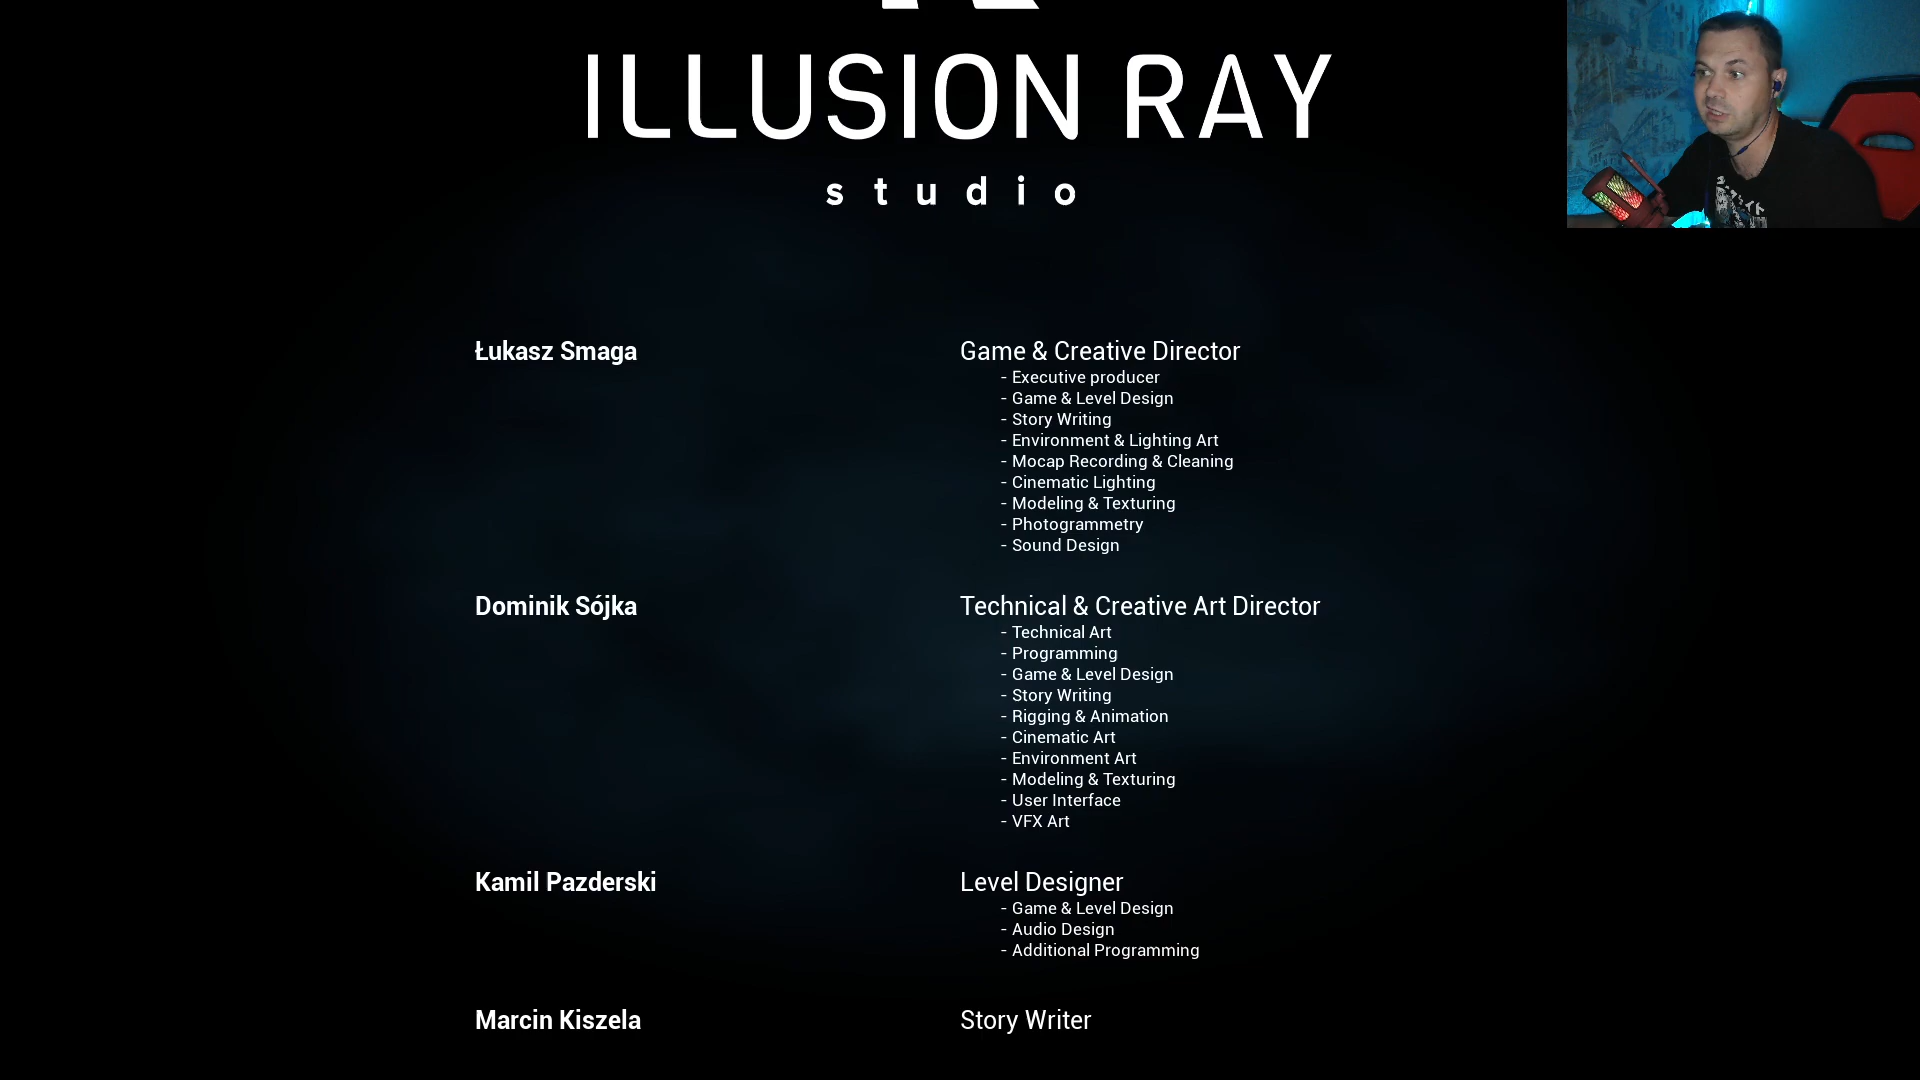 ILLUSION RAY
studio
Łukasz Smaga
Game & Creative Director
- Executive producer
- Game & Level Design
- Story Writing
- Environment & Lighting Art
- Mocap Recording & Cleaning
- Cinematic Lighting
- Modeling & Texturing
- Photogrammetry
- Sound Design
Dominik Sójka
Technical & Creative Art Director
- Technical Art
- Programming
- Game & Level Design
- Story Writing
- Rigging & Animation
- Cinematic Art
- Environment Art
- Modeling & Texturing
- User Interface
- VFX Art
Kamil Pazderski
Level Designer
- Game & Level Design
- Audio Design
- Additional Programming
Marcin Kiszela
Story Writer